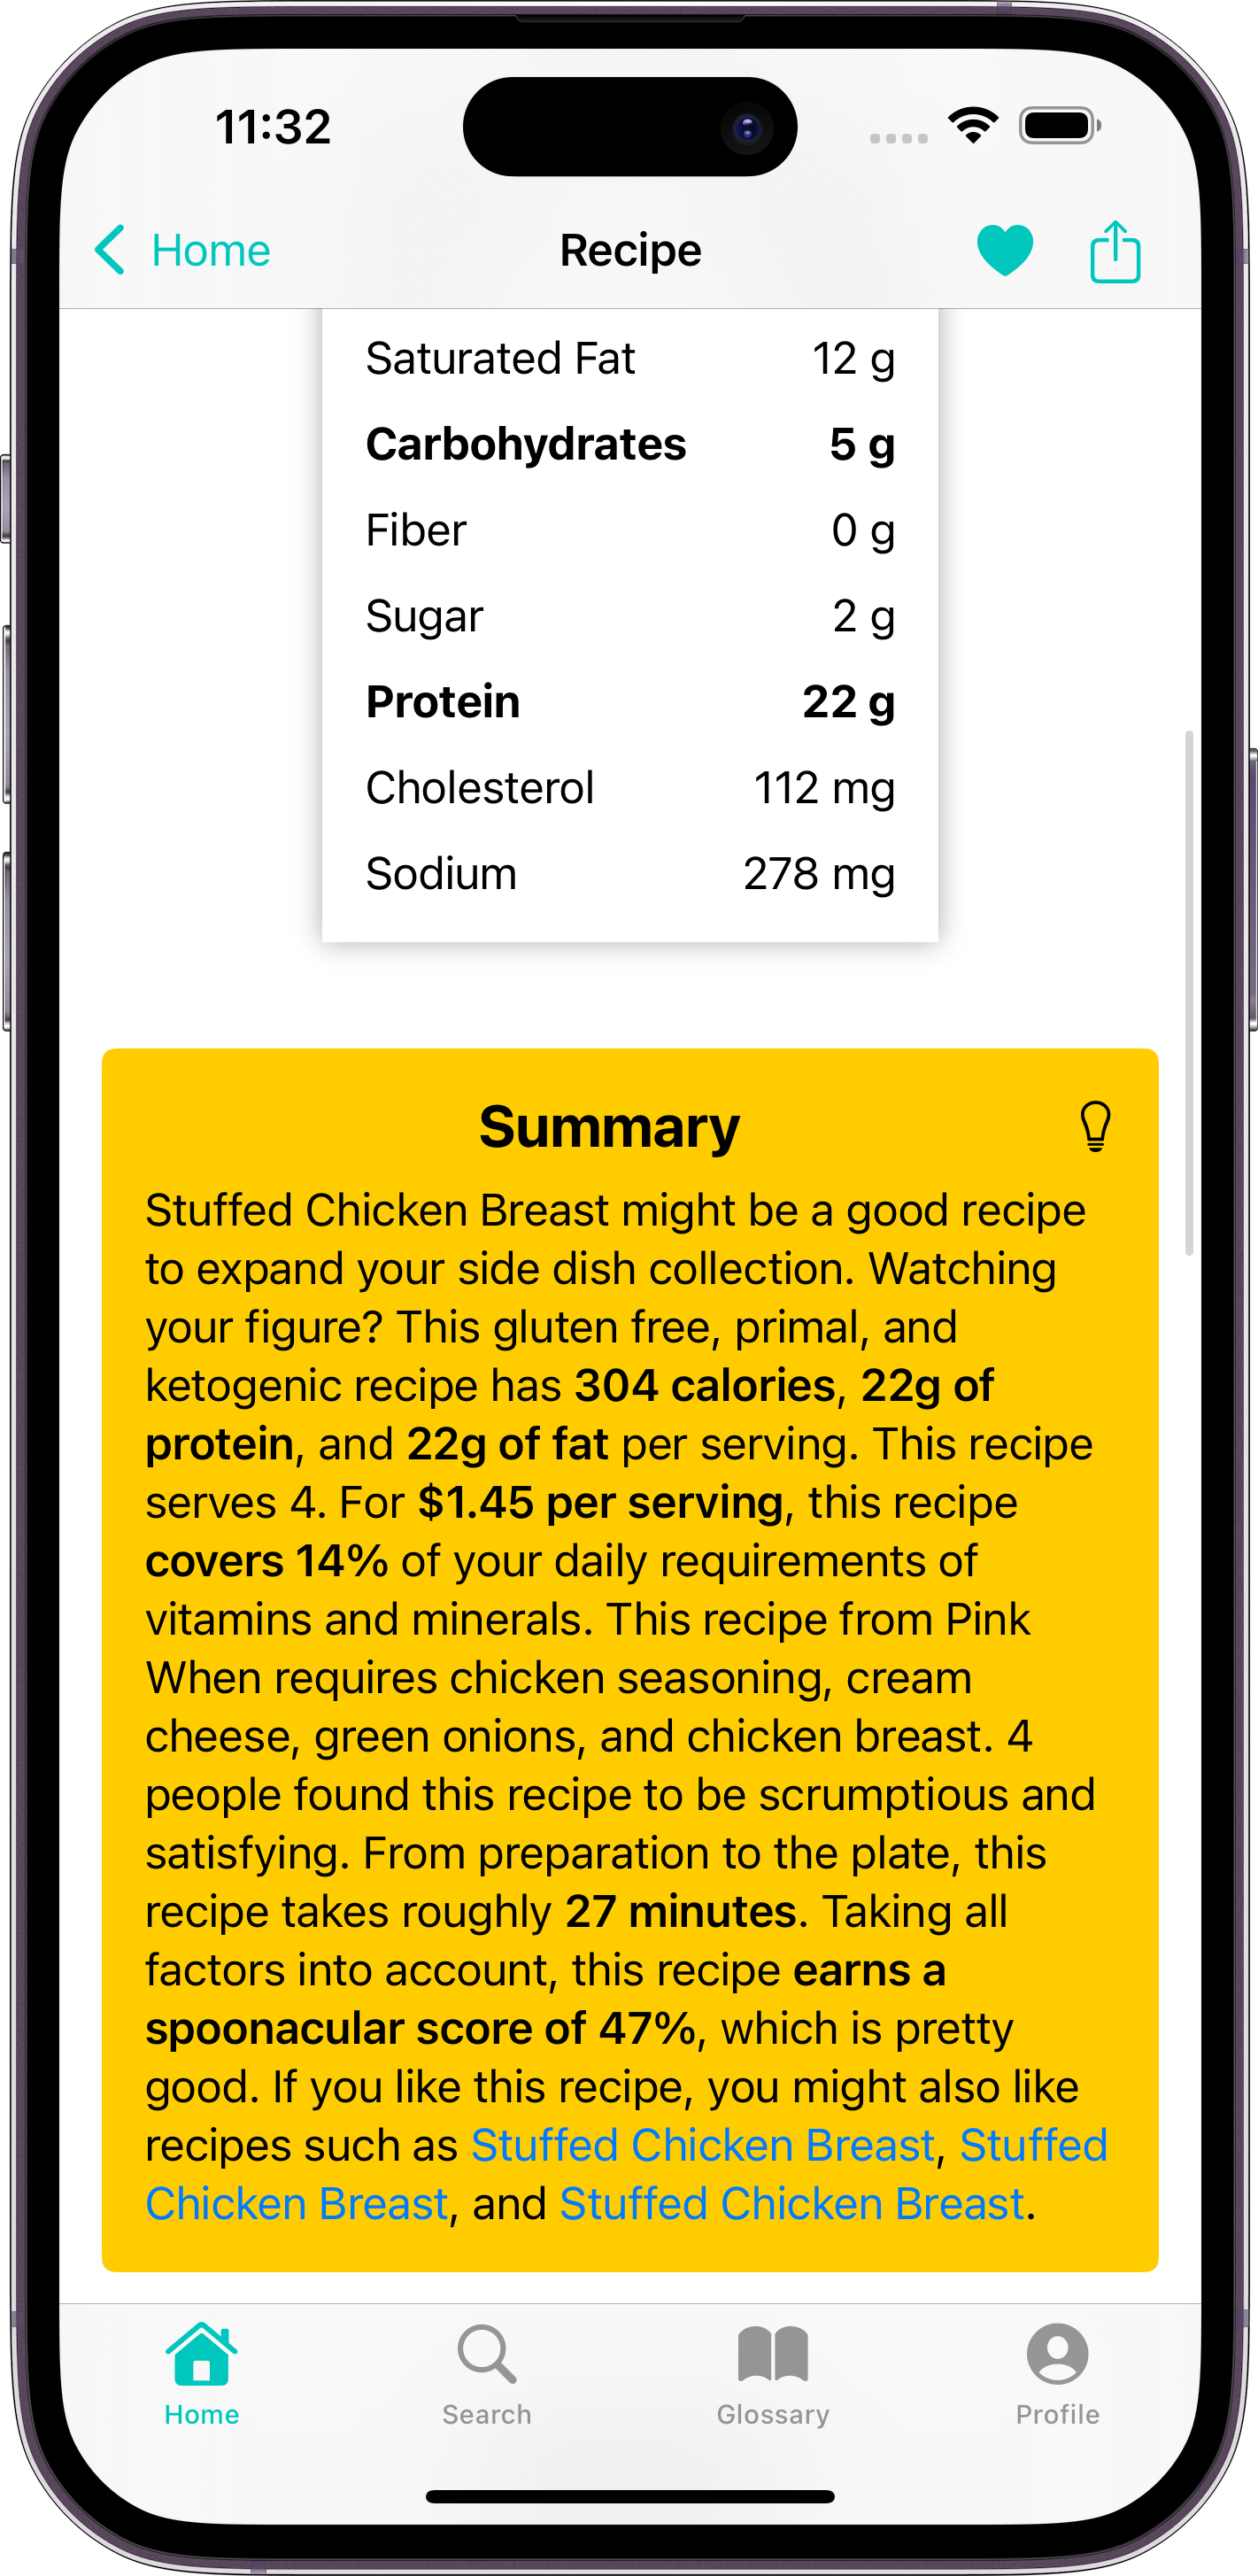 11:32
Home
Recipe
Saturated Fat 12 g
Carbohydrates 5 g
Fiber 0 g
Sugar 2 g
Protein 22 g
Cholesterol 112 mg
Sodium 278 mg
Summary
Stuffed Chicken Breast might be a good recipe
to expand your side dish collection. Watching
your figure? This gluten free, primal, and
ketogenic recipe has 304 calories, 22g of
protein, and 22g of fat per serving. This recipe
serves 4. For $1.45 per serving, this recipe
covers 14% of your daily requirements of
vitamins and minerals. This recipe from Pink
When requires chicken seasoning, cream
cheese, green onions, and chicken breast. 4
people found this recipe to be scrumptious and
satisfying. From preparation to the plate, this
recipe takes roughly 27 minutes. Taking all
factors into account, this recipe earns a
spoonacular score of 47%, which is pretty
good. If you like this recipe, you might also like
recipes such as Stuffed Chicken Breast, Stuffed
Chicken Breast, and Stuffed Chicken Breast.
Home
Search
Glossary
Profile